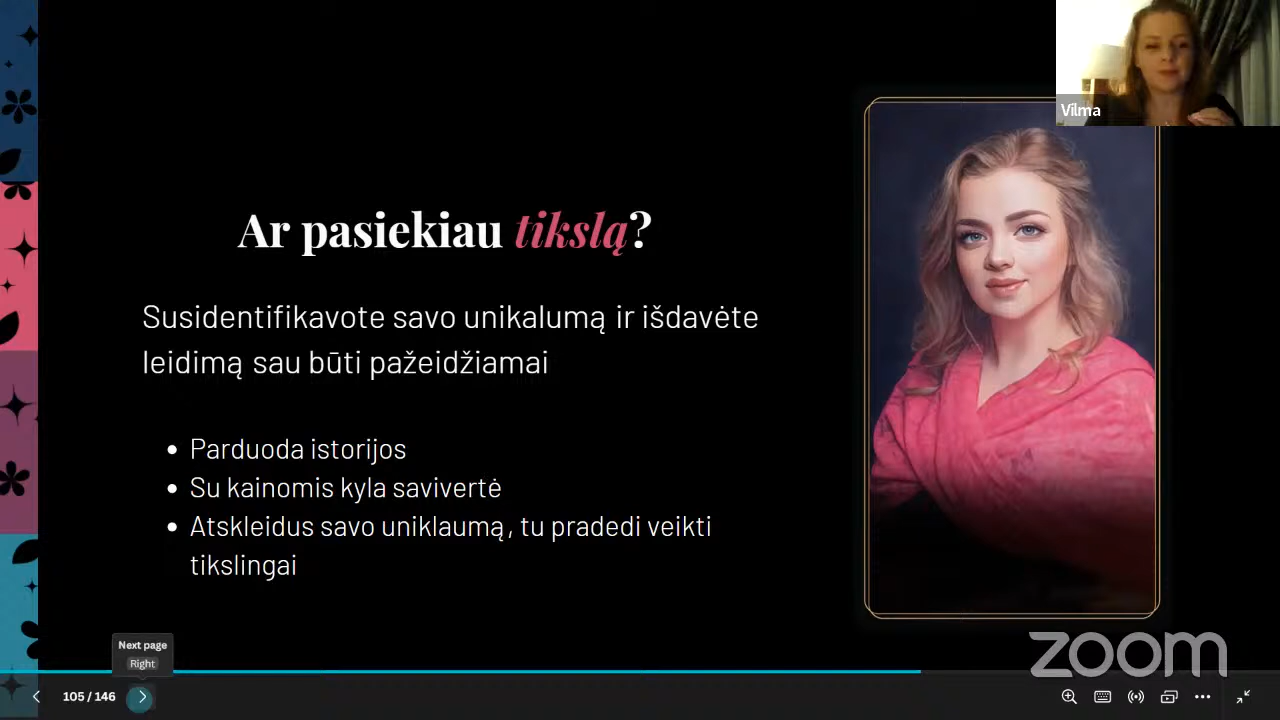 Vilma
Ar pasiekiau tikslą?
Susidentifikavote savo unikalumą ir išdavėte
leidimą sau būti pažeidžiamai
• Parduoda istorijos
• Su kainomis kyla savivertė
• Atskleidus savo uniklaumą, tu pradedi veikti
tikslingai
Next page
Right
105 / 146
zoom